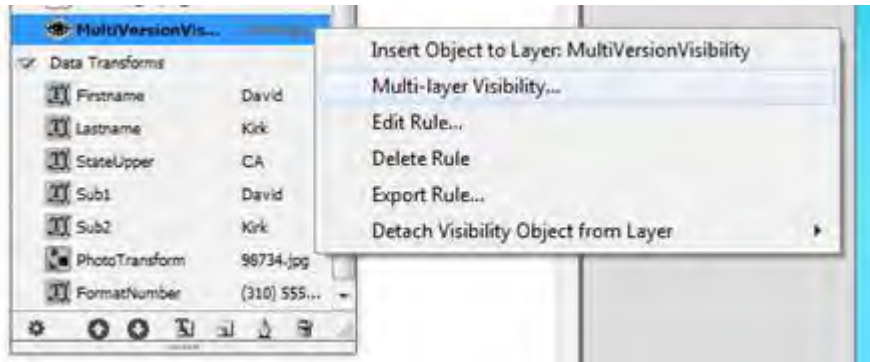 MultiVersionVis...
Insert Object to Layer: MultiVersionVisibility
Data Transforms
Multi-layer Visibility...
Firstname David
Edit Rule...
Lastname Kirk
Delete Rule
StateUpper CA
Export Rule...
Sub1 David
Sub2 Kirk
Detach Visibility Object from Layer
PhotoTransform 98734.jpg
FormatNumber (310) 555...